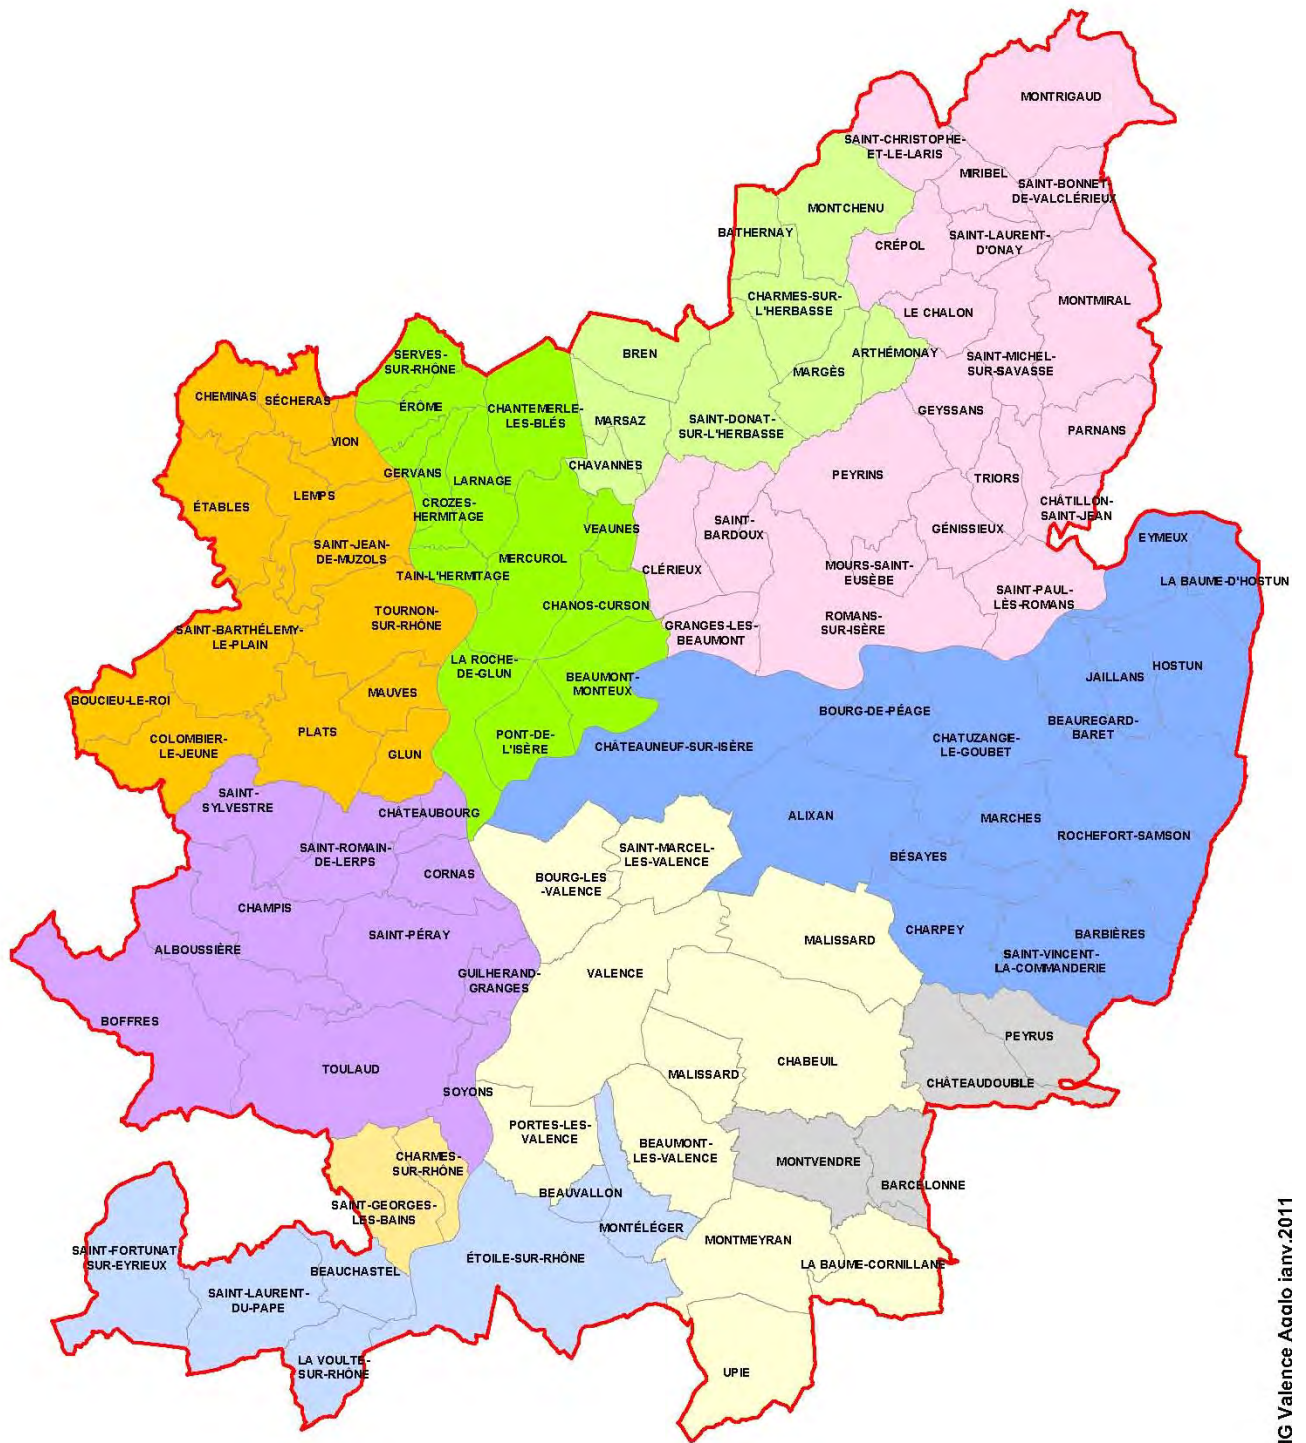 MONTRIGAUD
SAINT-CHRISTOPHE-
ET-LE-LARIS
MIRIBEL
SAINT-BONNET-
DE-VALCLÉRIEUX
MONTCHENU
BATHERNAY
CRÉPOL
SAINT-LAURENT-
D'ONAY
CHARMES-SUR-
L'HERBASSE
LE CHALON
MONTMIRAL
BREN
MARGÈS
ARTHÉMONAY
SAINT-MICHEL-
SUR-SAVASSE
SERVES-
SUR-RHÔNE
CHEMINAS
SÉCHERAS
ÉRÔME
CHANTEMERLE-
LES-BLÉS
MARSAZ
SAINT-DONAT-
SUR-L'HERBASSE
GEYSSANS
PARNANS
VION
CHAVANNES
GERVANS
LARNAGE
PEYRINS
TRIORS
ÉTABLES
LEMPS
CROZES-
HERMITAGE
VEAUNES
SAINT-
BARDOUX
GÉNISSIEUX
CHÂTILLON-
SAINT-JEAN
EYMEUX
SAINT-JEAN-
DE-MUZOLS
MERCUROL
CLÉRIEUX
MOURS-SAINT-
EUSÈBE
LA BAUME-D'HOSTUN
TAIN-L'HERMITAGE
CHANOS-CURSON
SAINT-PAUL-
LÈS-ROMANS
TOURNON-
SUR-RHÔNE
GRANGES-LES-
BEAUMONT
ROMANS-
SUR-ISÈRE
SAINT-BARTHÉLEMY-
LE-PLAIN
LA ROCHE-
DE-GLUN
BEAUMONT-
MONTEUX
JAILLANS
HOSTUN
BOUCIEU-LE-ROI
MAUVES
BOURG-DE-PÉAGE
BEAUREGARD-
BARET
COLOMBIER-
LE-JEUNE
PLATS
GLUN
PONT-DE-
L'ISÈRE
CHÂTEAUNEUF-SUR-ISÈRE
CHATUZANGE-
LE-GOUBET
SAINT-
SYLVESTRE
CHÂTEAUBOURG
ALIXAN
MARCHES
ROCHEFORT-SAMSON
SAINT-ROMAIN-
DE-LERPS
CORNAS
SAINT-MARCEL-
LES-VALENCE
BOURG-LES
-VALENCE
BÉSAYES
CHAMPIS
ALBOUSSIÈRE
SAINT-PÉRAY
MALISSARD
CHARPEY
BARBIÈRES
SAINT-VINCENT-
LA-COMMANDERIE
GUILHERAND-
GRANGES
VALENCE
BOFFRES
PEYRUS
TOULAUD
CHABEUIL
MALISSARD
CHÂTEAUDOUBLE
SOYONS
PORTES-LES-
VALENCE
BEAUMONT-
LES-VALENCE
CHARMES-
SUR-RHÔNE
MONTVENDRE
BARCELONNE
BEAUVALLON
SAINT-GEORGES-
LES-BAINS
MONTÉLÉGER
MONTMEYRAN
SAINT-FORTUNAT
SUR-EYRIEUX
ÉTOILE-SUR-RHÔNE
LA BAUME-CORNILLANE
BEAUCHASTEL
SAINT-LAURENT-
DU-PAPE
LA VOULTE-
SUR-RHÔNE
UPIE
IG Valence Agglo janv.2011